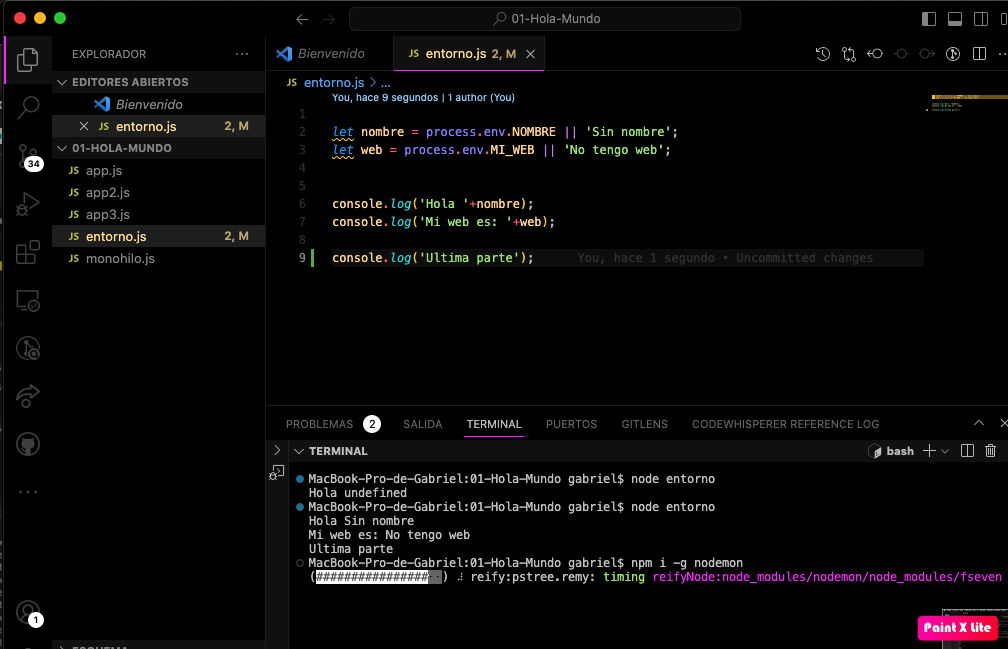 01-Hola-Mundo
EXPLORADOR
EDITORES ABIERTOS
Bienvenido
JS entorno.js 2, M
01-HOLA-MUNDO
JS app.js
JS app2.js
JS app3.js
JS entorno.js 2, M
JS monohilo.js
34
1
Bienvenido
JS entorno.js 2, M
JS entorno.js > ...
You, hace 9 segundos | 1 author (You)
1
2 let nombre = process.env.NOMBRE || 'Sin nombre';
3 let web = process.env.MI_WEB || 'No tengo web';
4
5
6 console.log('Hola '+nombre);
7 console.log('Mi web es: '+web);
8
9 console.log('Ultima parte'); You, hace 1 segundo • Uncommitted changes
PROBLEMAS 2 SALIDA TERMINAL PUERTOS GITLENS CODEWHISPERER REFERENCE LOG
TERMINAL
bash
MacBook-Pro-de-Gabriel:01-Hola-Mundo gabriel$ node entorno
Hola undefined
MacBook-Pro-de-Gabriel:01-Hola-Mundo gabriel$ node entorno
Hola Sin nombre
Mi web es: No tengo web
Ultima parte
MacBook-Pro-de-Gabriel:01-Hola-Mundo gabriel$ npm i -g nodemon
(################··) ⠼ reify:pstree.remy: timing reifyNode:node_modules/nodemon/node_modules/fseven
Paint X Lite